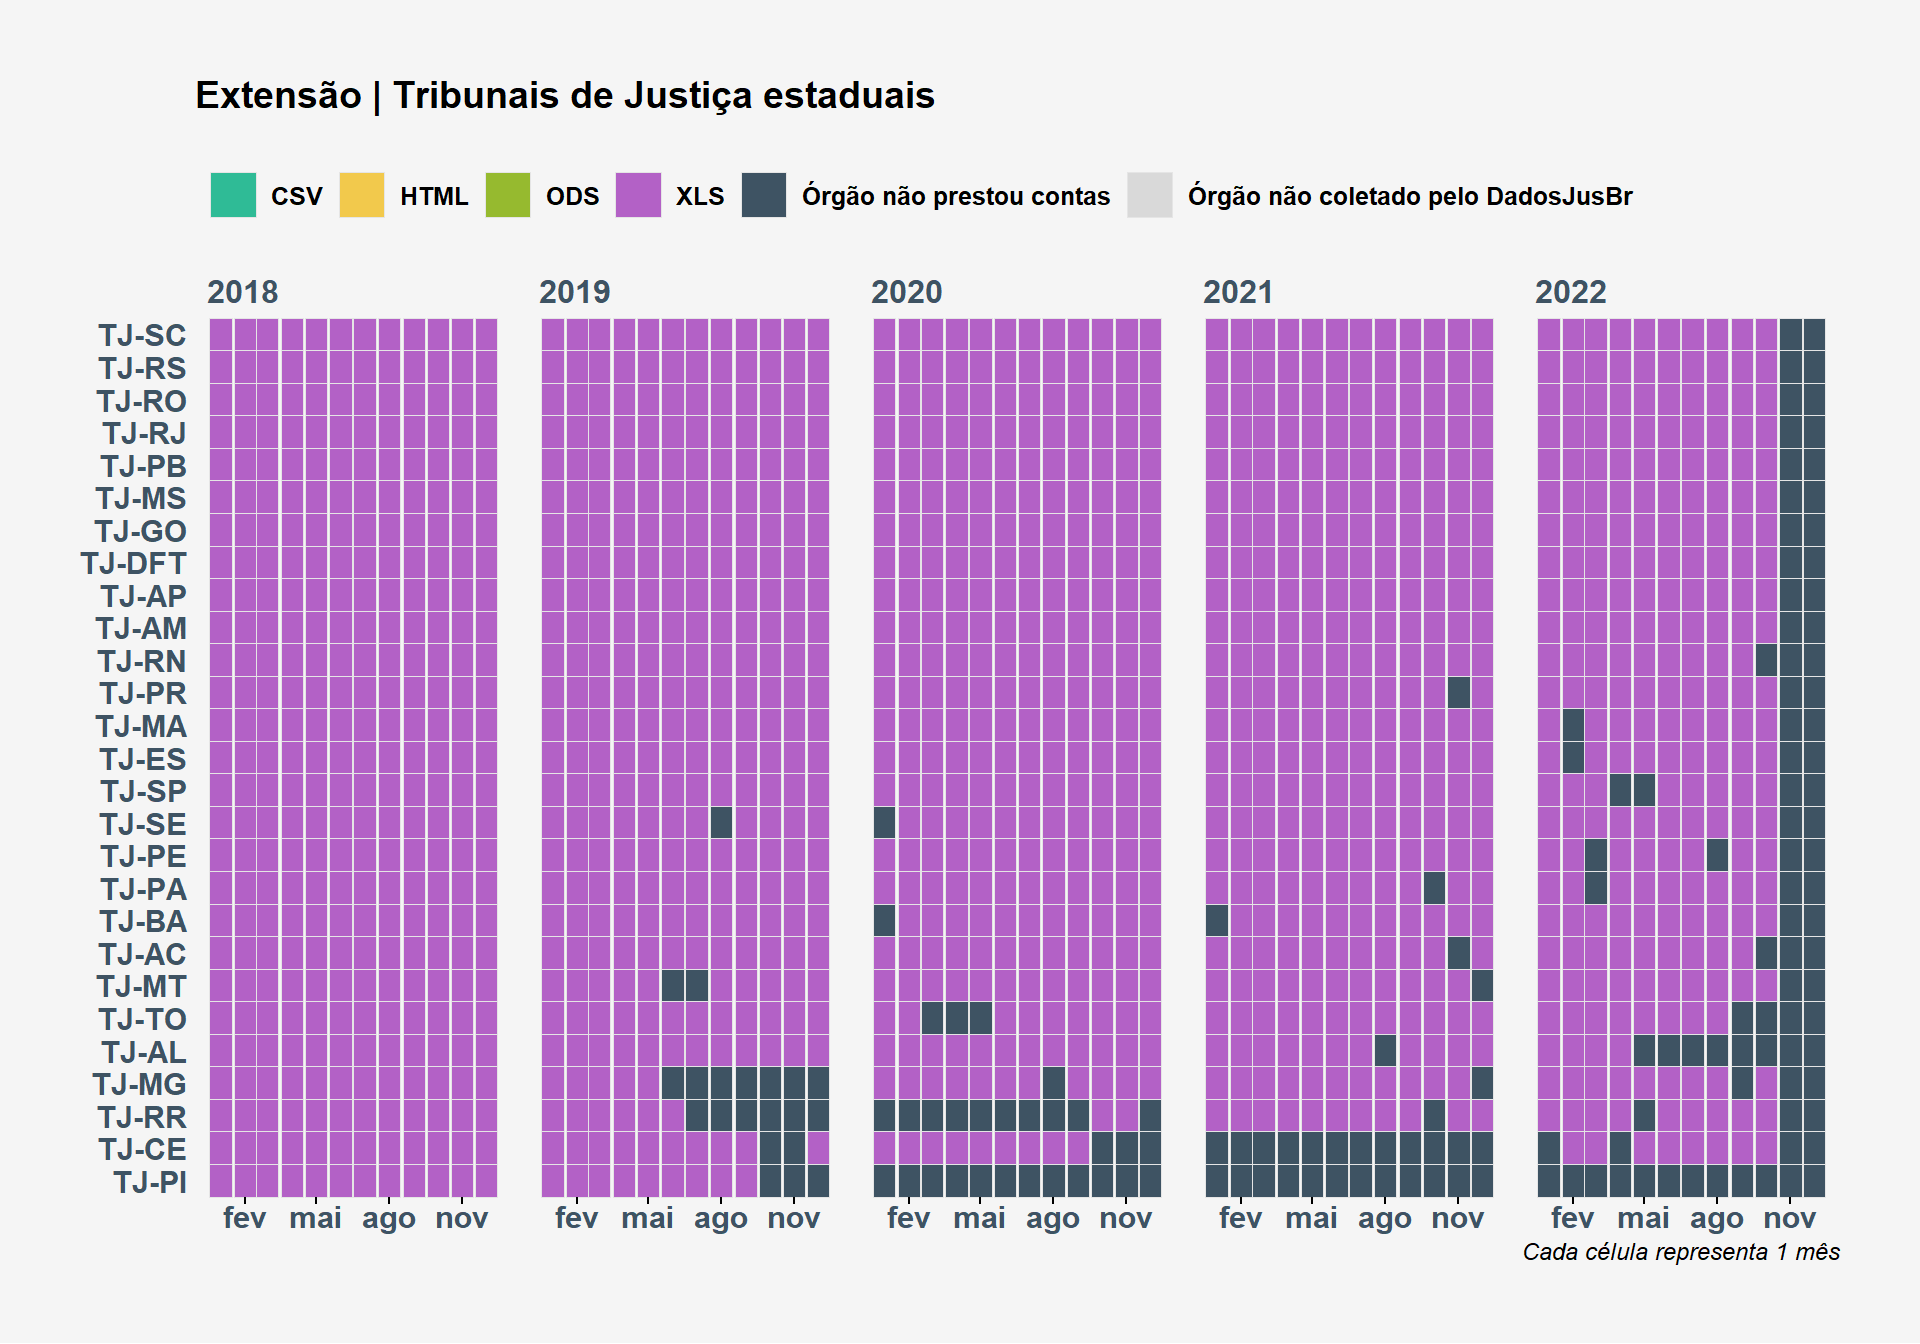 Extensão | Tribunais de Justiça estaduais
CSV HTML ODS XLS Órgão não prestou contas Órgão não coletado pelo DadosJusBr
2018 2019 2020 2021 2022
TJ-SC
TJ-RS
TJ-RO
TJ-RJ
TJ-PB
TJ-MS
TJ-GO
TJ-DFT
TJ-AP
TJ-AM
TJ-RN
TJ-PR
TJ-MA
TJ-ES
TJ-SP
TJ-SE
TJ-PE
TJ-PA
TJ-BA
TJ-AC
TJ-MT
TJ-TO
TJ-AL
TJ-MG
TJ-RR
TJ-CE
TJ-PI
fev mai ago nov fev mai ago nov fev mai ago nov fev mai ago nov fev mai ago nov
Cada célula representa 1 mês